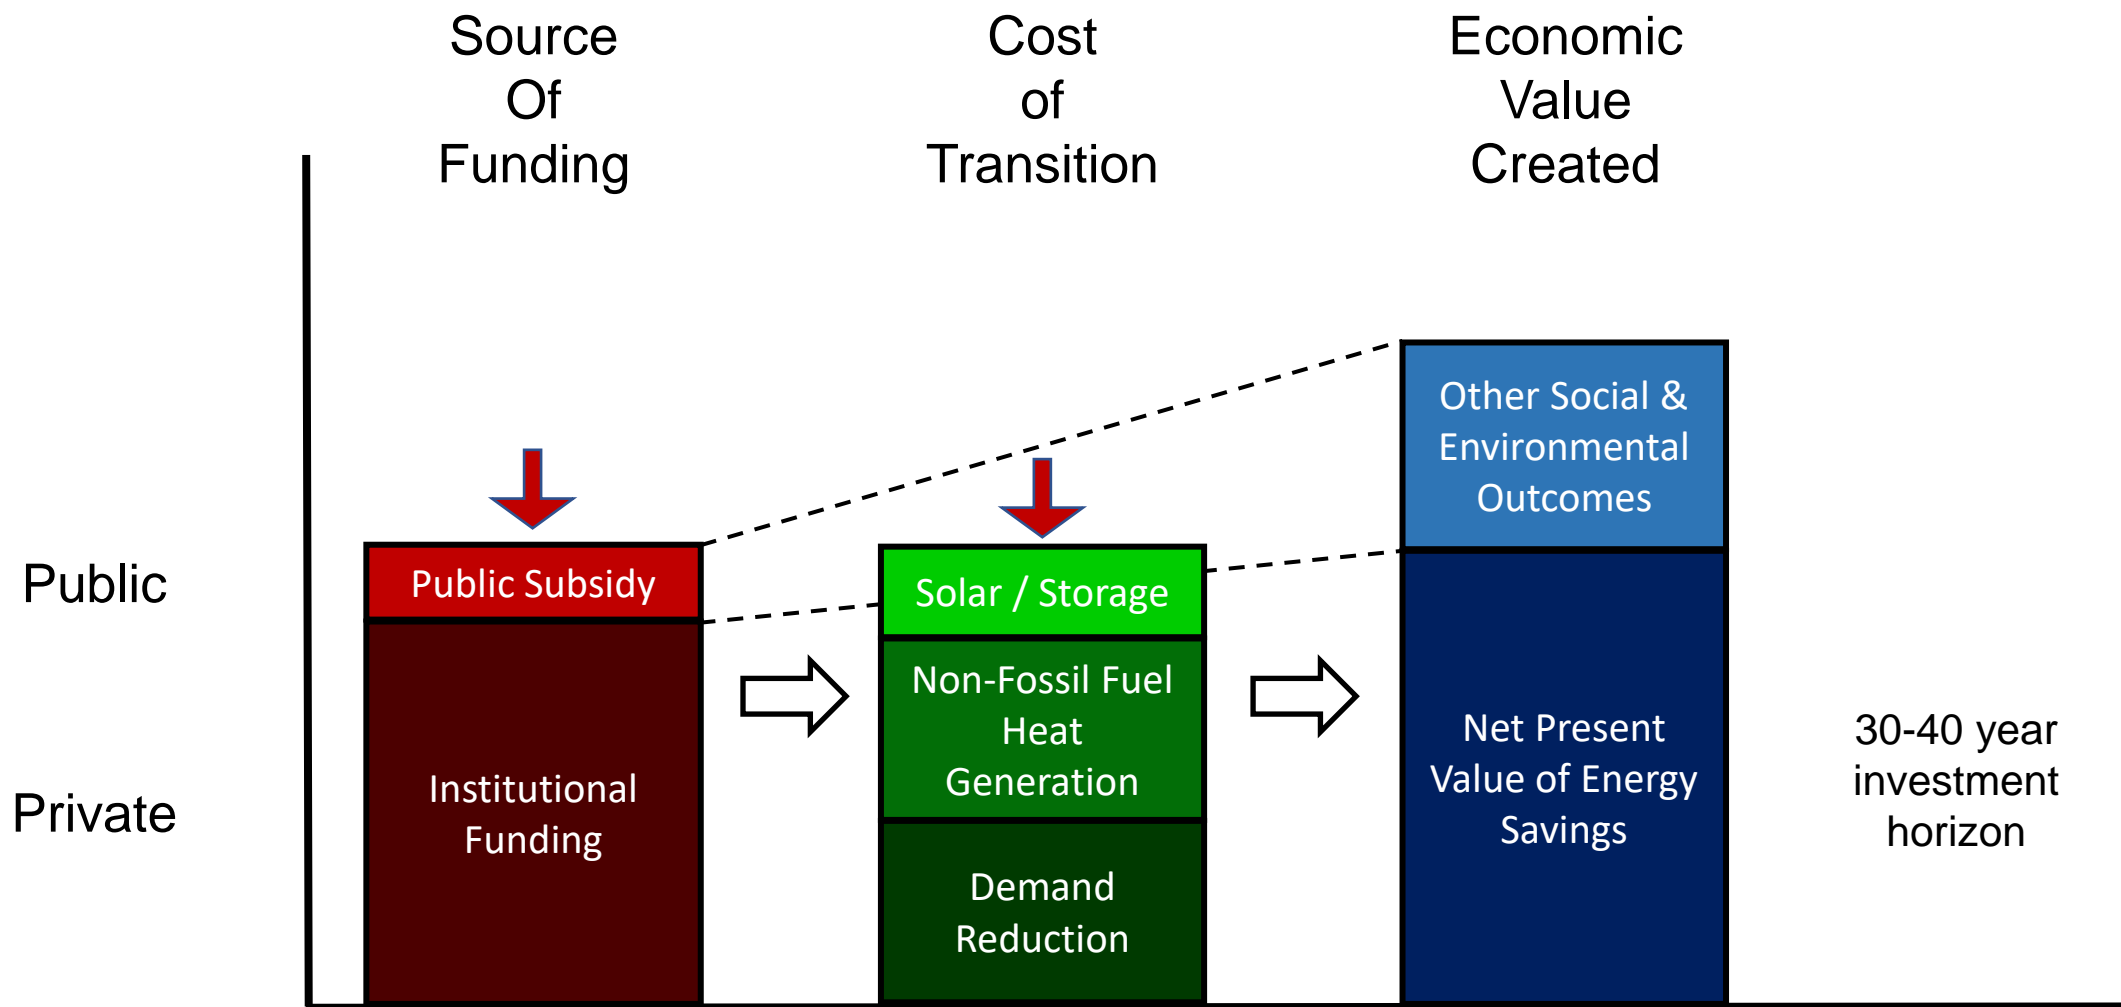 Source
Of
Funding
Cost
of
Transition
Economic
Value
Created
Public
Private
Public Subsidy
Institutional
Funding
Solar / Storage
Non-Fossil Fuel
Heat
Generation
Demand
Reduction
Other Social &
Environmental
Outcomes
Net Present
Value of Energy
Savings
30-40 year
investment
horizon